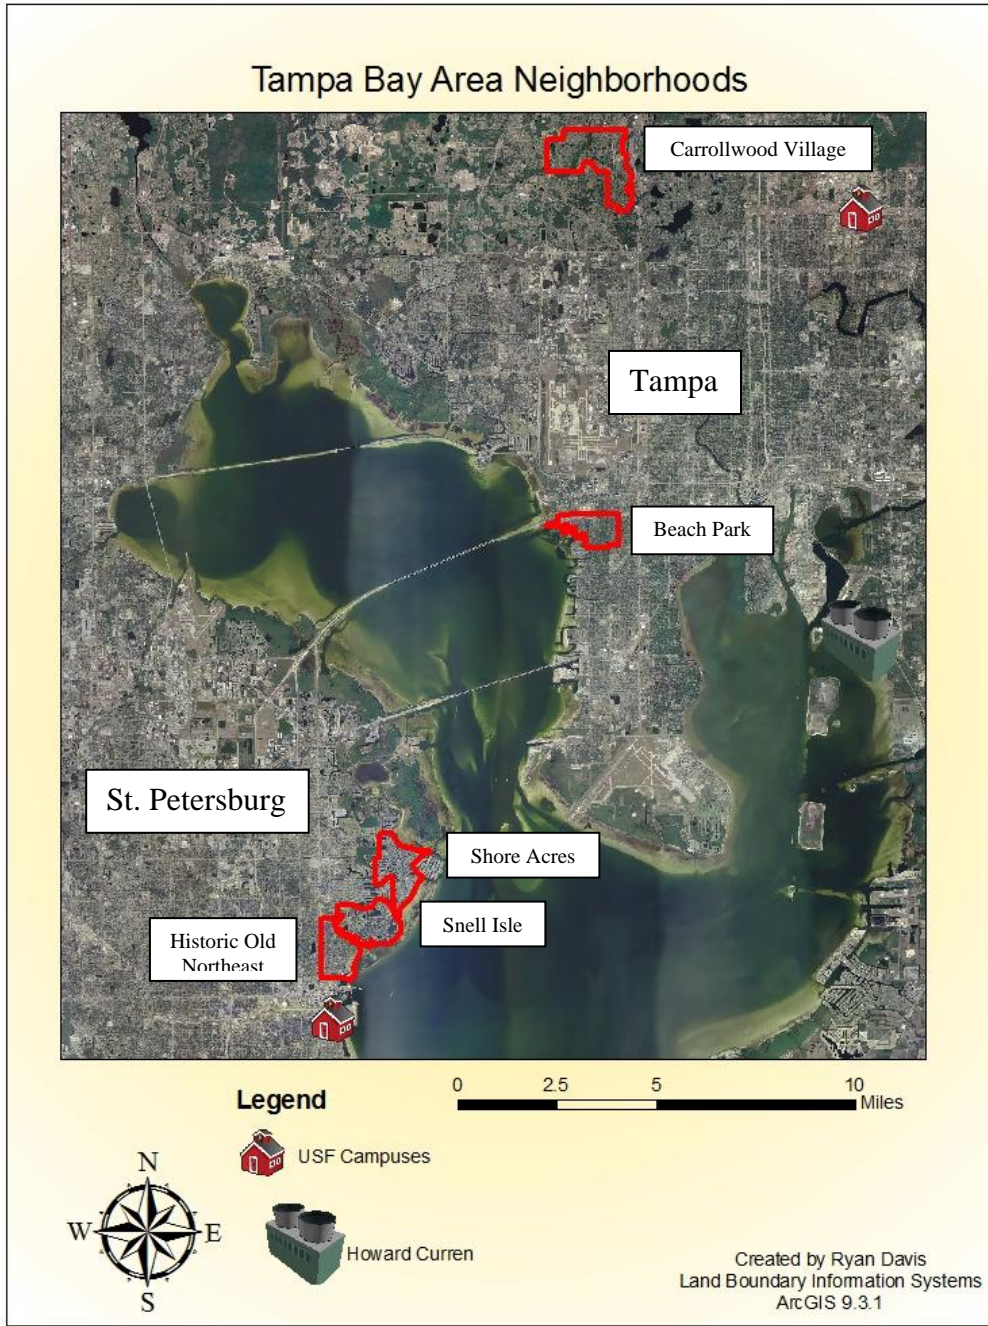 Tampa Bay Area Neighborhoods
Carrollwood Village
Tampa
Beach Park
St. Petersburg
Shore Acres
Snell Isle
Historic Old
Northeast
Legend
0 2.5 5 10
Miles
USF Campuses
N
W E
S
Howard Curren
Created by Ryan Davis
Land Boundary Information Systems
ArcGIS 9.3.1